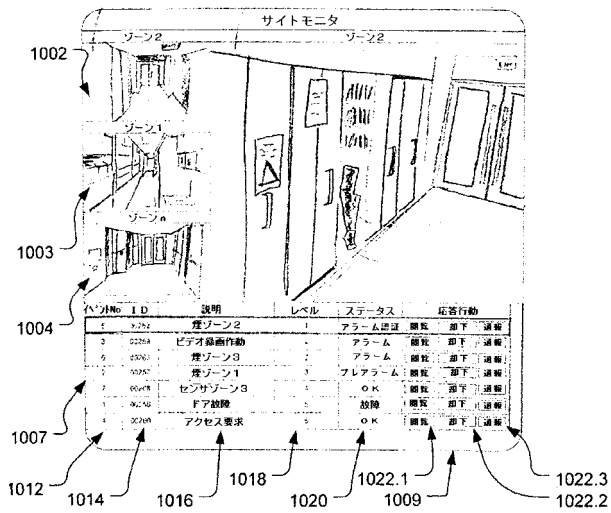 サイトモニタ
ゾーン2 ゾーン2
1002
ゾーン1
1003
ゾーンn
1004
イベントNo ID 説明 レベル ステータス 応答行動
煙ゾーン2 アラーム認証 閲覧 却下 通報
ビデオ録画作動 アラーム 閲覧 却下 通報
煙ゾーン3 アラーム 閲覧 却下 通報
煙ゾーン1 プレアラーム 閲覧 却下 通報
センサゾーン3 OK 閲覧 却下 通報
ドア故障 故障 閲覧 却下 通報
アクセス要求 OK 閲覧 却下 通報
1007
1012 1014 1016 1018 1020 1022.1 1009 1022.2 1022.3